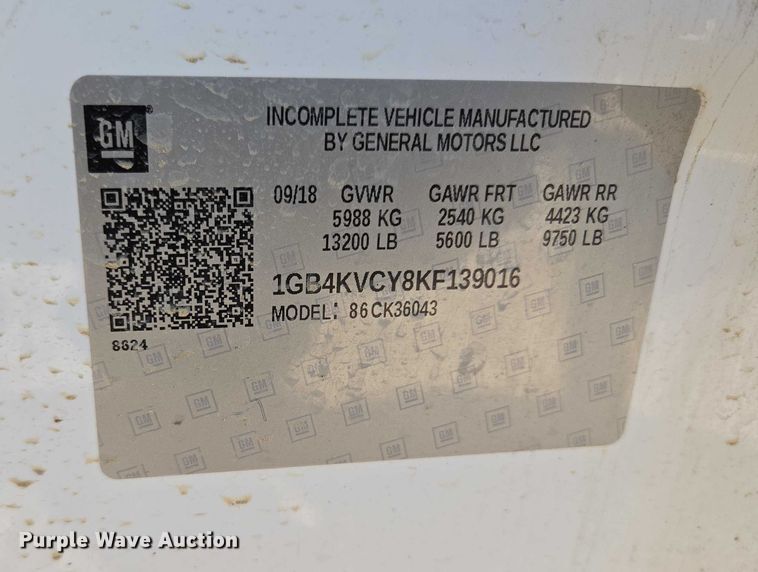 GM
INCOMPLETE VEHICLE MANUFACTURED
BY GENERAL MOTORS LLC
09/18 GVWR GAWR FRT GAWR RR
5988 KG 2540 KG 4423 KG
13200 LB 5600 LB 9750 LB
1GB4KVCY8KF139016
MODEL: 86 CK36043
8624
Purple Wave Auction